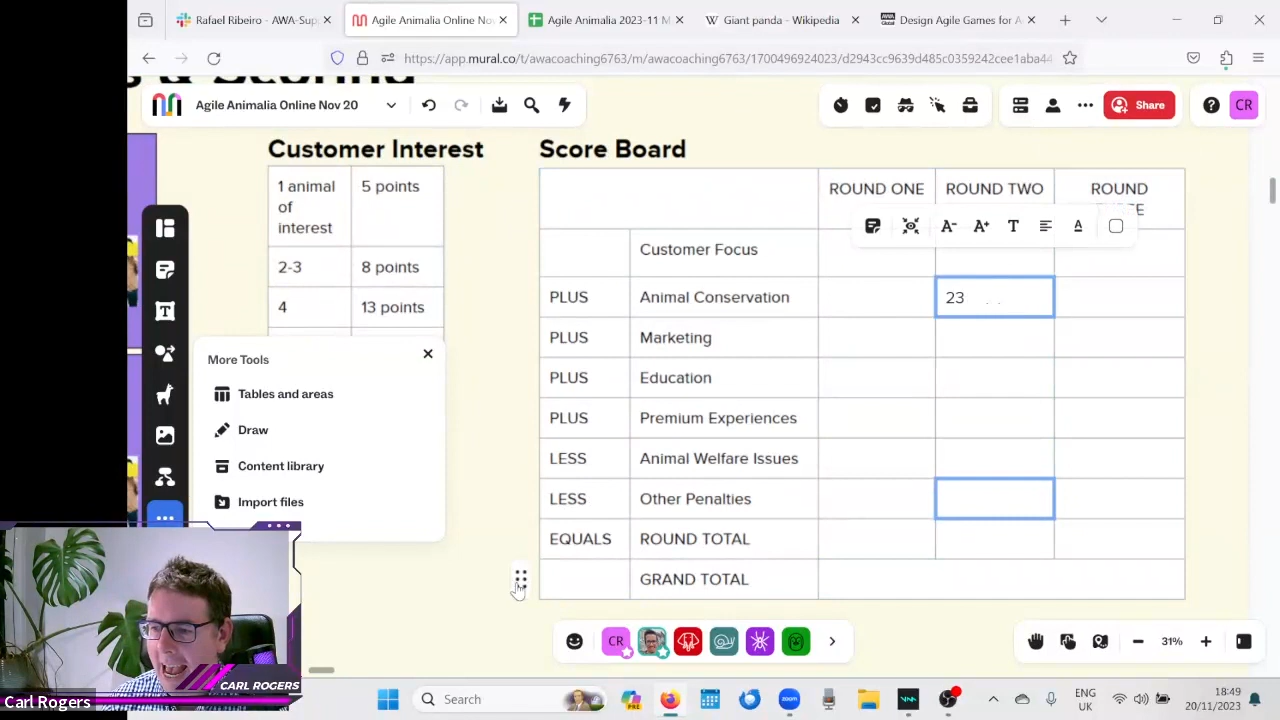 Rafael Ribeiro - AWA-Sup
Agile Animalia Online Nov
Agile Animalia 2023-11 M
Giant panda - Wikipedia
Design Agile Games for A
https://app.mural.co/t/awacoaching6763/m/awacoaching6763/1700496924023/d2943cc9639d485c0359242cee1aba44
& Scoring
Agile Animalia Online Nov 20
Share
CR
Customer Interest
1 animal of interest 5 points
2-3 8 points
4 13 points
Score Board
ROUND ONE ROUND TWO ROUND
Customer Focus
PLUS Animal Conservation 23
PLUS Marketing
PLUS Education
PLUS Premium Experiences
LESS Animal Welfare Issues
LESS Other Penalties
EQUALS ROUND TOTAL
GRAND TOTAL
More Tools
Tables and areas
Draw
Content library
Import files
CR
31%
CARL ROGERS
Carl Rogers
Search
zoom
ENG
UK
18:49
20/11/2023